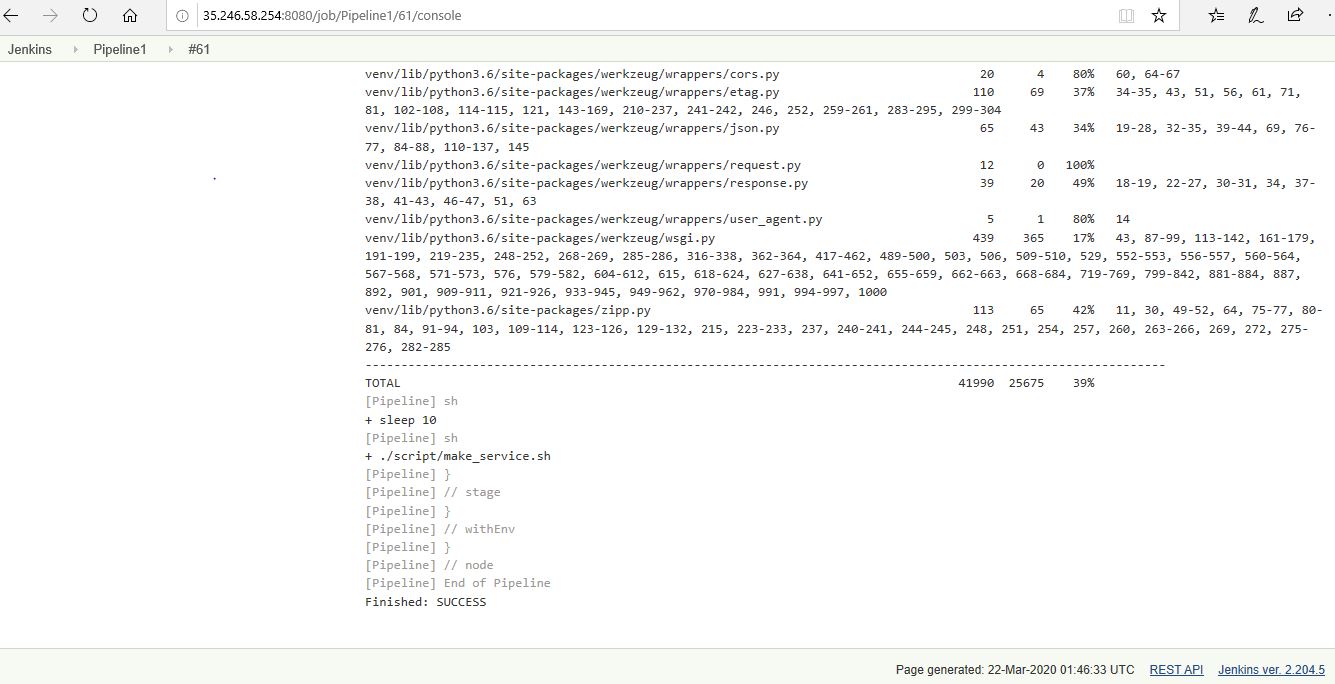 35.246.58.254:8080/job/Pipeline1/61/console
Jenkins Pipeline1 #61
venv/lib/python3.6/site-packages/werkzeug/wrappers/cors.py 20 4 80% 60, 64-67
venv/lib/python3.6/site-packages/werkzeug/wrappers/etag.py 110 69 37% 34-35, 43, 51, 56, 61, 71,
81, 102-108, 114-115, 121, 143-169, 210-237, 241-242, 246, 252, 259-261, 283-295, 299-304
venv/lib/python3.6/site-packages/werkzeug/wrappers/json.py 65 43 34% 19-28, 32-35, 39-44, 69, 76-
77, 84-88, 110-137, 145
venv/lib/python3.6/site-packages/werkzeug/wrappers/request.py 12 0 100%
venv/lib/python3.6/site-packages/werkzeug/wrappers/response.py 39 20 49% 18-19, 22-27, 30-31, 34, 37-
38, 41-43, 46-47, 51, 63
venv/lib/python3.6/site-packages/werkzeug/wrappers/user_agent.py 5 1 80% 14
venv/lib/python3.6/site-packages/werkzeug/wsgi.py 439 365 17% 43, 87-99, 113-142, 161-179,
191-199, 219-235, 248-252, 268-269, 285-286, 316-338, 362-364, 417-462, 489-500, 503, 506, 509-510, 529, 552-553, 556-557, 560-564,
567-568, 571-573, 576, 579-582, 604-612, 615, 618-624, 627-638, 641-652, 655-659, 662-663, 668-684, 719-769, 799-842, 881-884, 887,
892, 901, 909-911, 921-926, 933-945, 949-962, 970-984, 991, 994-997, 1000
venv/lib/python3.6/site-packages/zipp.py 113 65 42% 11, 30, 49-52, 64, 75-77, 80-
81, 84, 91-94, 103, 109-114, 123-126, 129-132, 215, 223-233, 237, 240-241, 244-245, 248, 251, 254, 257, 260, 263-266, 269, 272, 275-
276, 282-285
----------------------------------------------------------------------------------------------------------------
TOTAL 41990 25675 39%
[Pipeline] sh
+ sleep 10
[Pipeline] sh
+ ./script/make_service.sh
[Pipeline] }
[Pipeline] // stage
[Pipeline] }
[Pipeline] // withEnv
[Pipeline] }
[Pipeline] // node
[Pipeline] End of Pipeline
Finished: SUCCESS
Page generated: 22-Mar-2020 01:46:33 UTC REST API Jenkins ver. 2.204.5